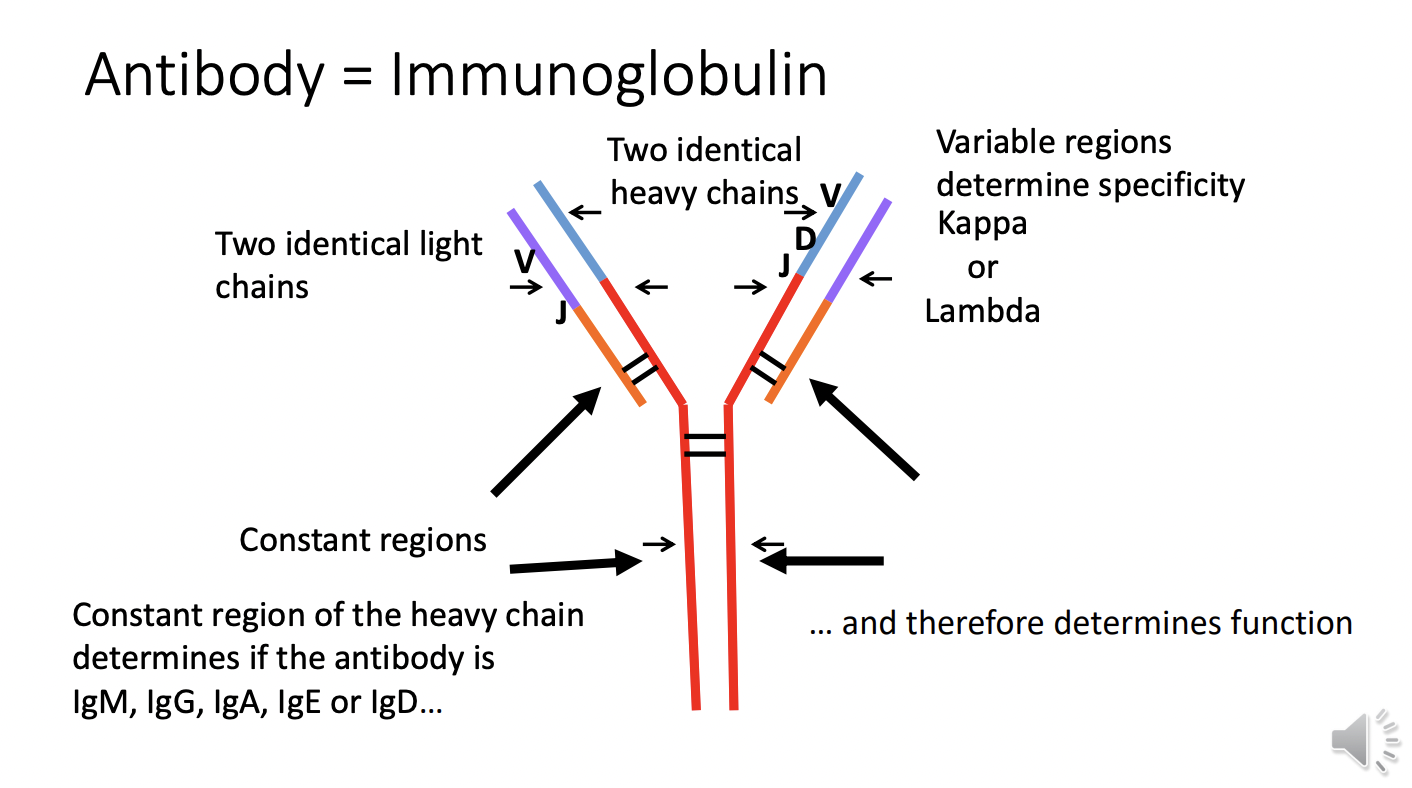 Antibody = Immunoglobulin
Two identical
heavy chains
Variable regions
determine specificity
Kappa
or
Lambda
Two identical light
chains
V
J
V
D
J
Constant regions
Constant region of the heavy chain
determines if the antibody is
IgM, IgG, IgA, IgE or IgD…
… and therefore determines function